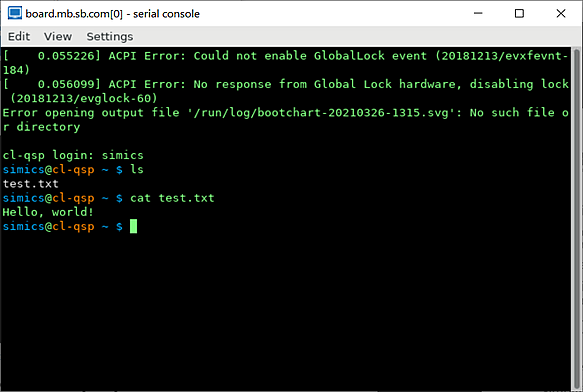 board.mb.sb.com[0] - serial console
Edit View Settings
[    0.055226] ACPI Error: Could not enable GlobalLock event (20181213/evxfevnt-
184)
[    0.056099] ACPI Error: No response from Global Lock hardware, disabling lock
 (20181213/evglock-60)
Error opening output file '/run/log/bootchart-20210326-1315.svg': No such file o
r directory
cl-qsp login: simics
simics@cl-qsp ~ $ ls
test.txt
simics@cl-qsp ~ $ cat test.txt
Hello, world!
simics@cl-qsp ~ $